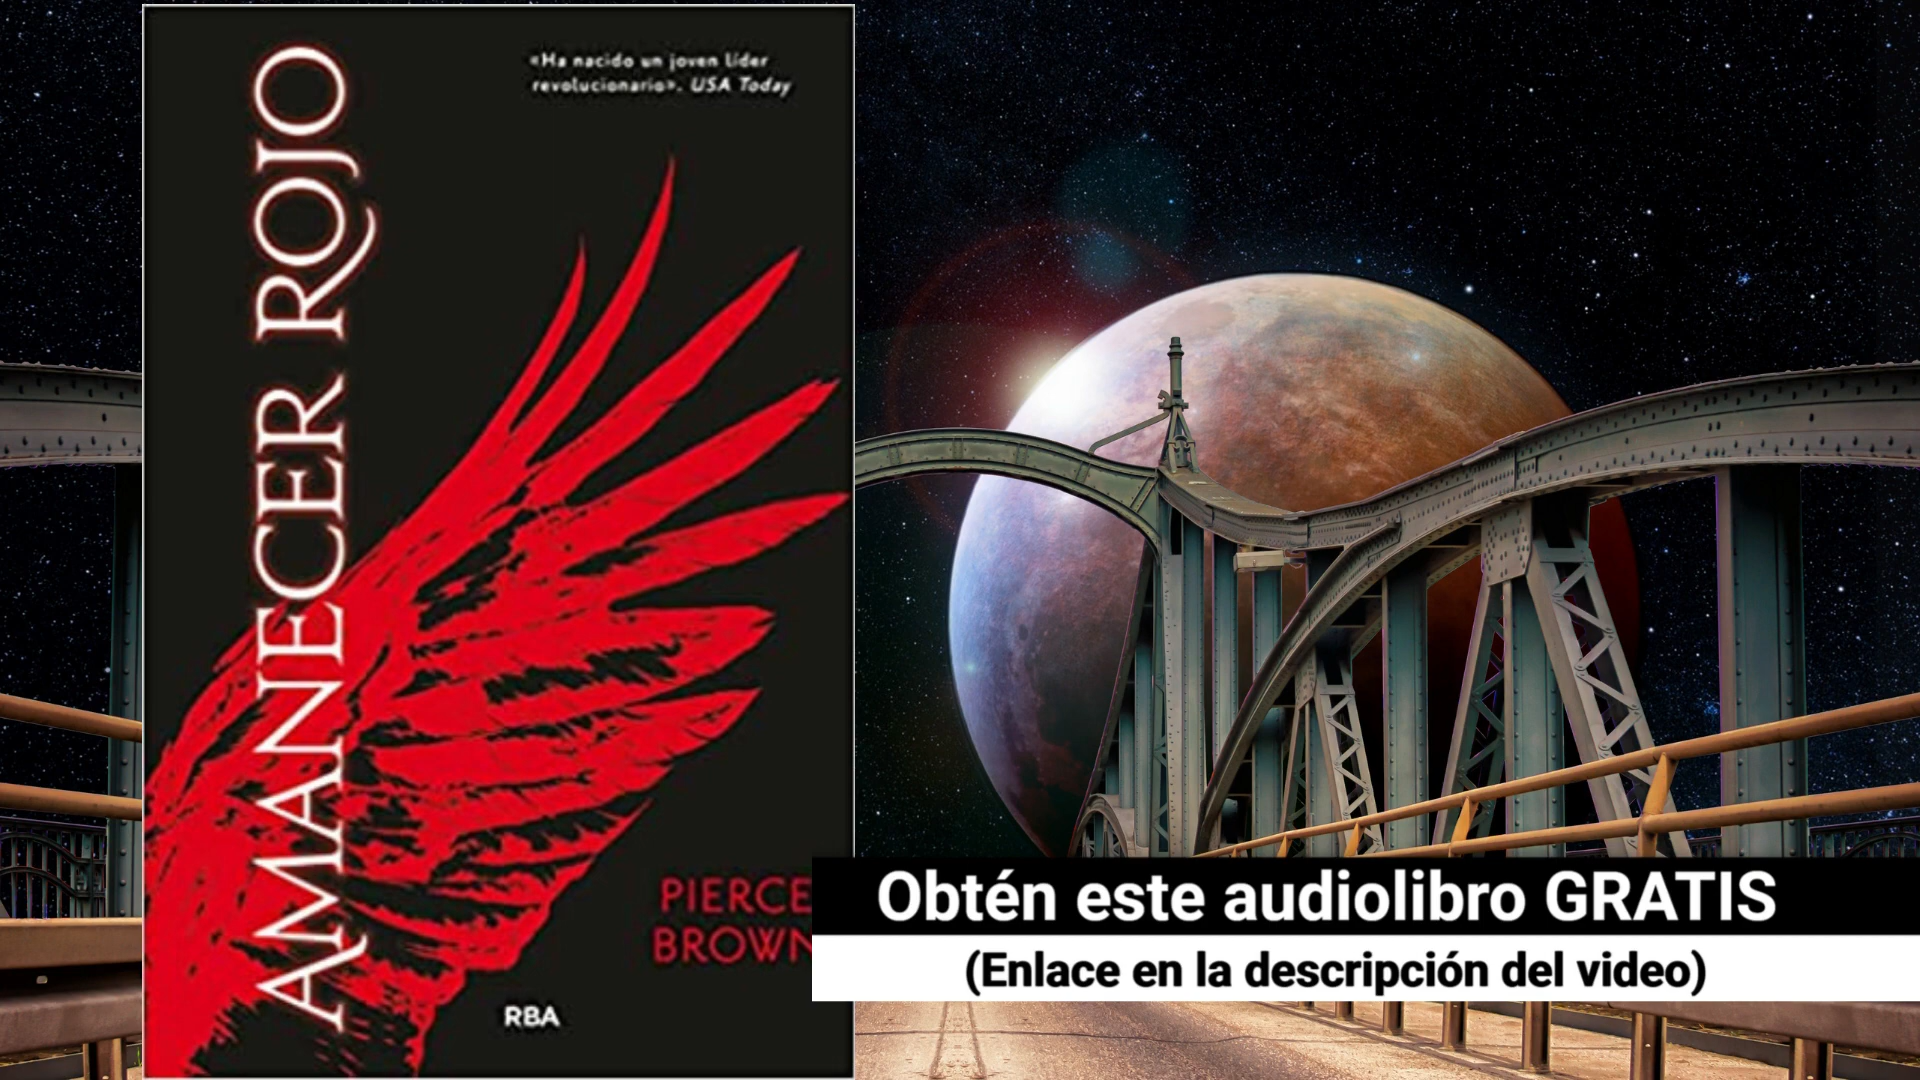 «Ha nacido un joven líder
revolucionario». USA Today
AMANECER ROJO
PIERCE
BROWN
RBA
Obtén este audiolibro GRATIS
(Enlace en la descripción del video)